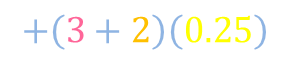 +(3 + 2)(0.25)